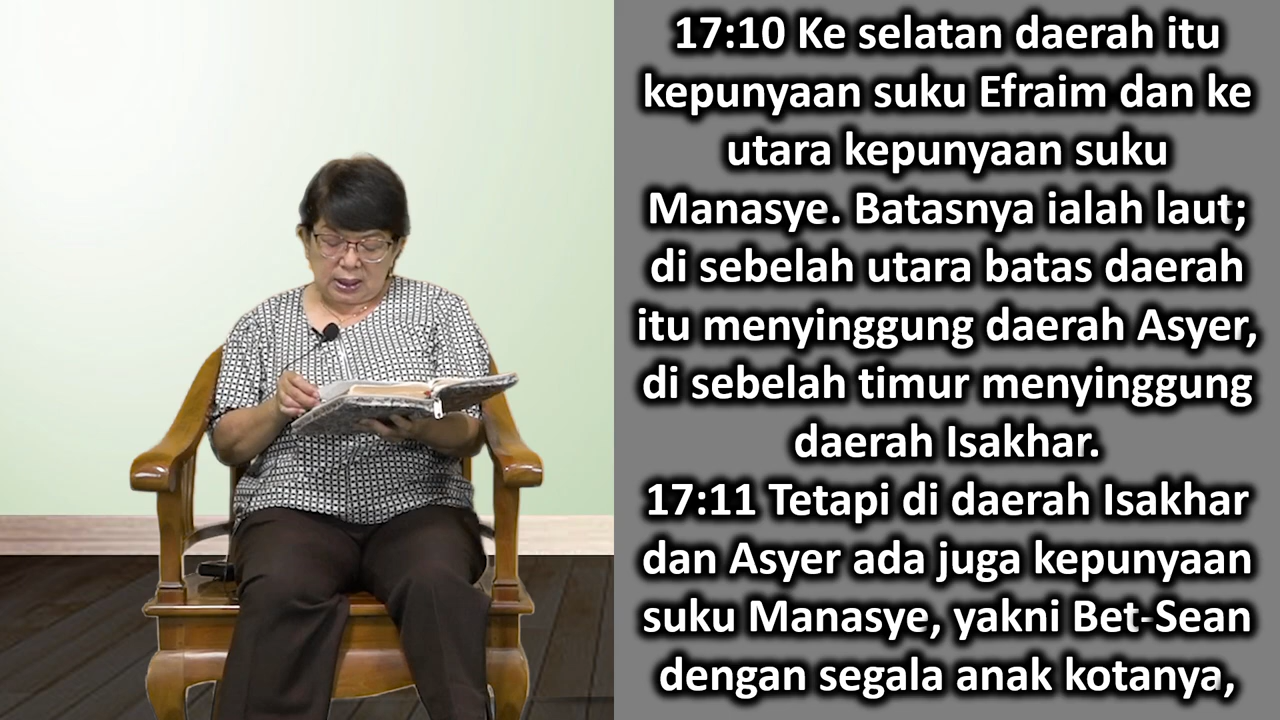 17:10 Ke selatan daerah itu
kepunyaan suku Efraim dan ke
utara kepunyaan suku
Manasye. Batasnya ialah laut;
di sebelah utara batas daerah
itu menyinggung daerah Asyer,
di sebelah timur menyinggung
daerah Isakhar.
17:11 Tetapi di daerah Isakhar
dan Asyer ada juga kepunyaan
suku Manasye, yakni Bet-Sean
dengan segala anak kotanya,